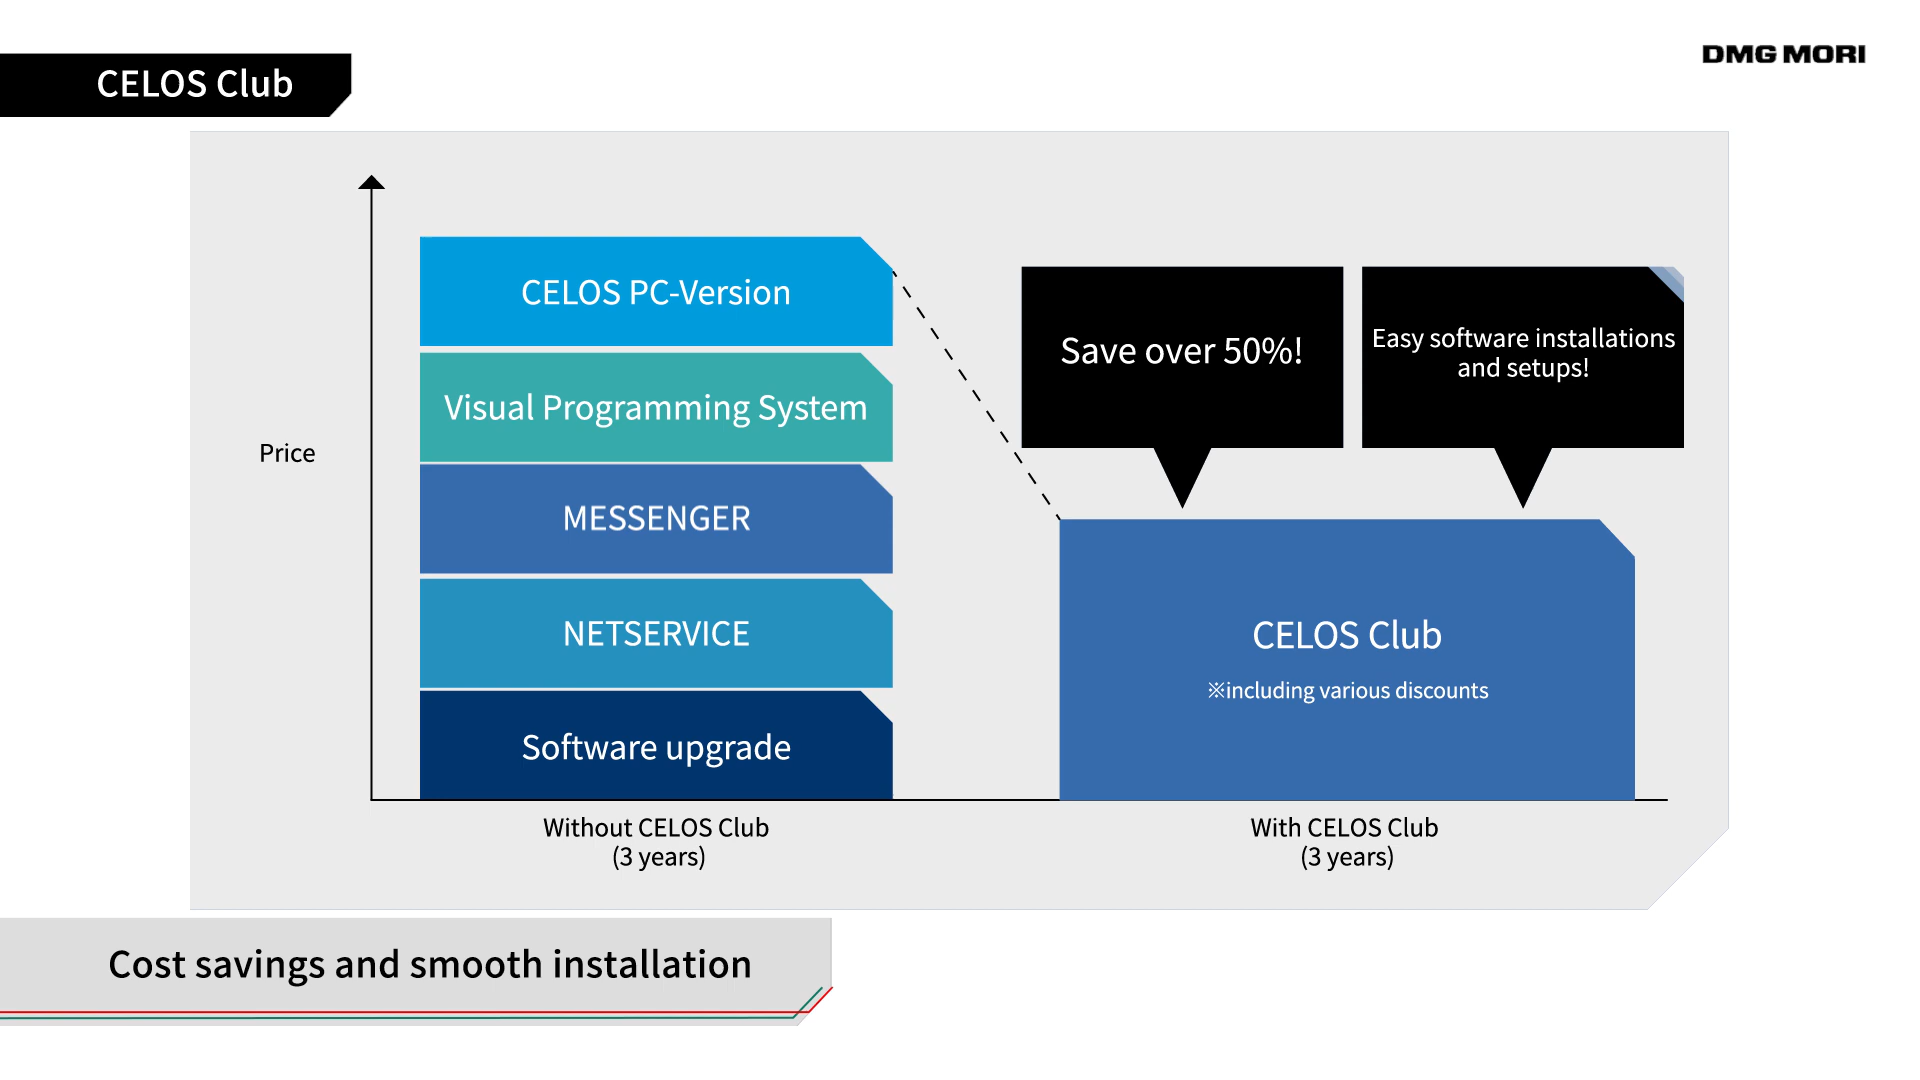 CELOS Club
DMG MORI
Price
CELOS PC-Version
Visual Programming System
MESSENGER
NETSERVICE
Software upgrade
Save over 50%!
Easy software installations
and setups!
CELOS Club
※including various discounts
Without CELOS Club
(3 years)
With CELOS Club
(3 years)
Cost savings and smooth installation